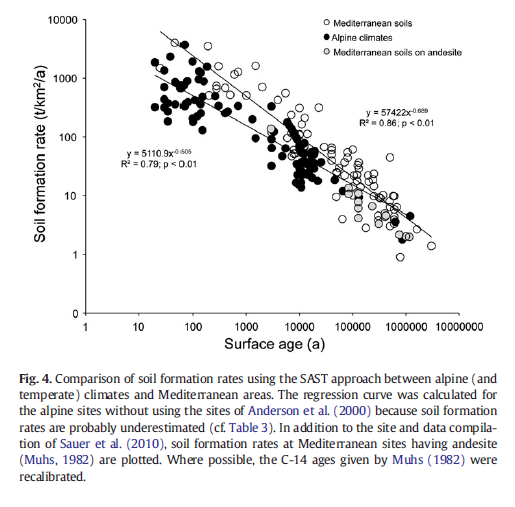 10000
1000
100
10
1
0
Soil formation rate (t/km²/a)
Mediterranean soils
Alpine climates
Mediterranean soils on andesite
y = 57422x-0.689
R² = 0.86; p < 0.01
y = 5110.9x-0.505
R² = 0.79; p < 0.01
1 10 100 1000 10000 100000 1000000 10000000
Surface age (a)
Fig. 4. Comparison of soil formation rates using the SAST approach between alpine (and
temperate) climates and Mediterranean areas. The regression curve was calculated for
the alpine sites without using the sites of Anderson et al. (2000) because soil formation
rates are probably underestimated (cf. Table 3). In addition to the site and data compila-
tion of Sauer et al. (2010), soil formation rates at Mediterranean sites having andesite
(Muhs, 1982) are plotted. Where possible, the C-14 ages given by Muhs (1982) were
recalibrated.